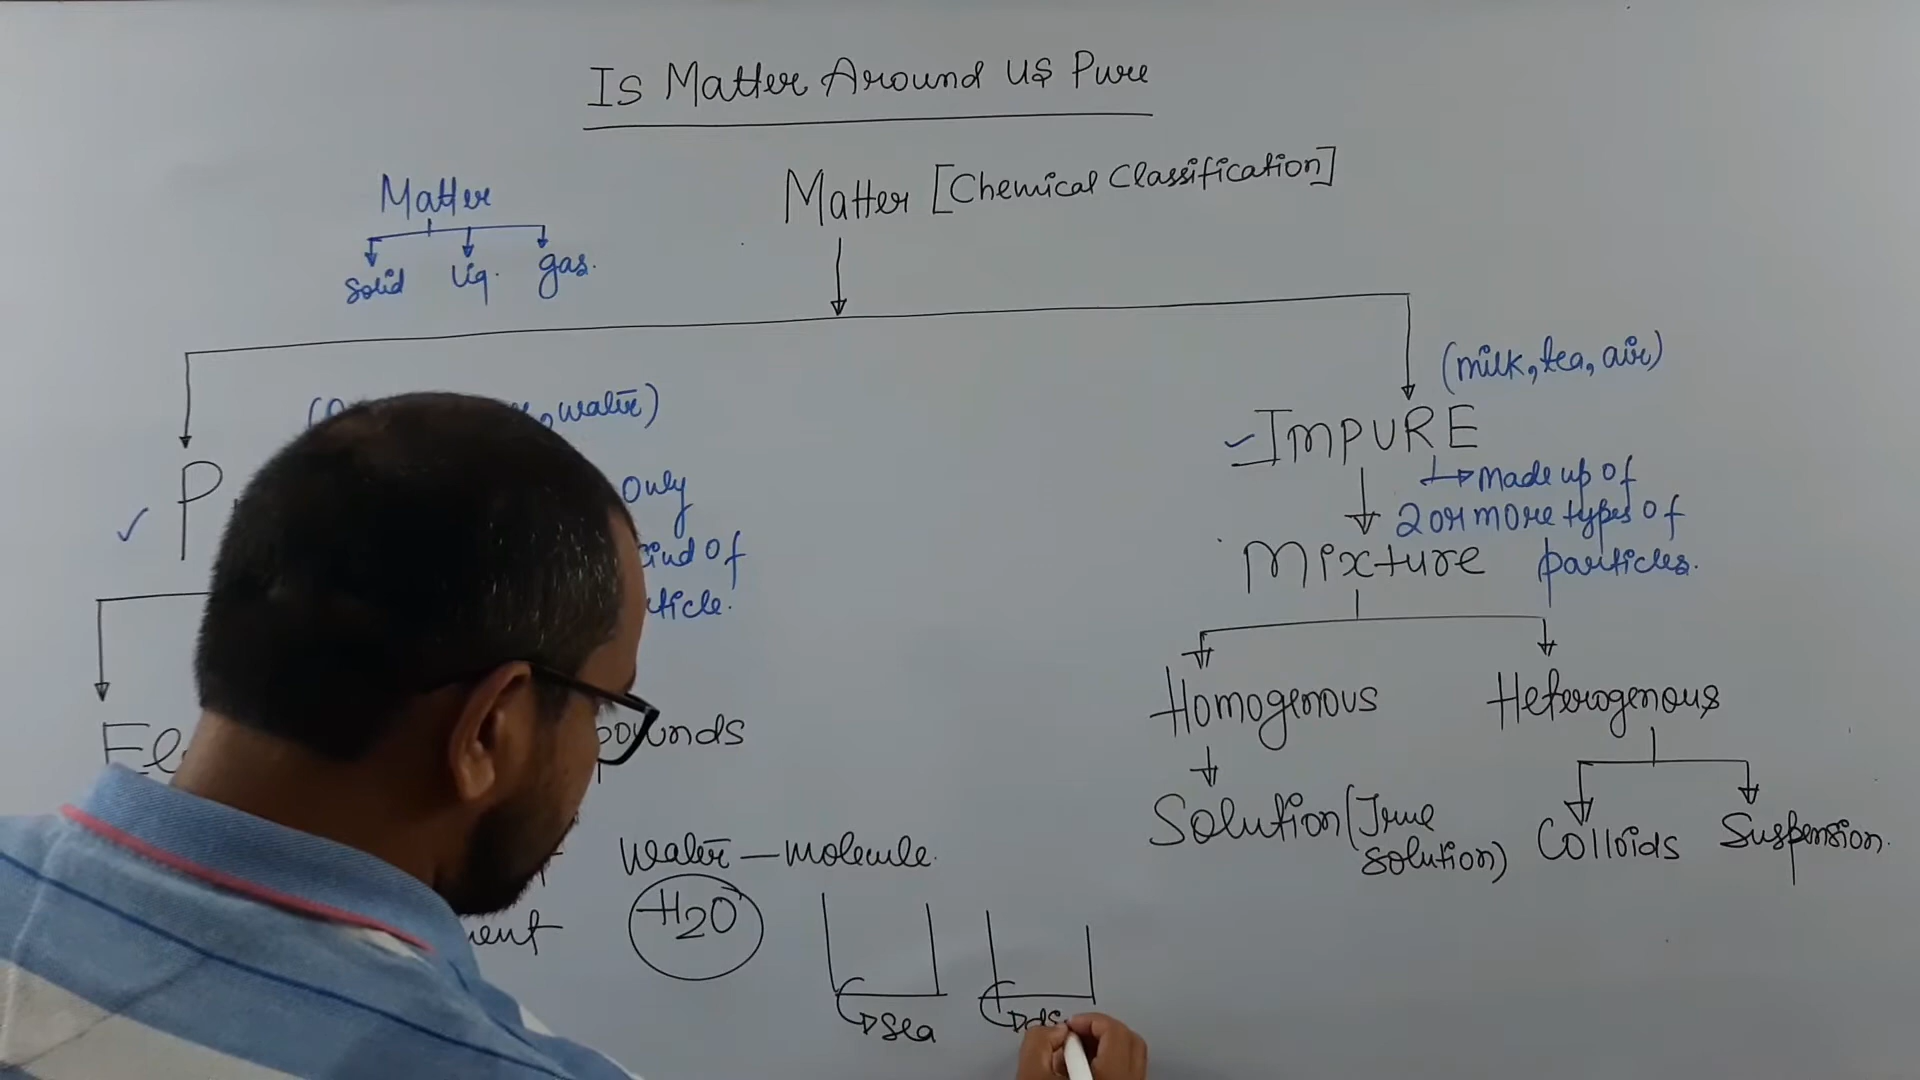 Is Matter Around US Pure
Matter [Chemical Classification]
Matter
Solid Liq. gas.
(milk, tea, air)
, water)
IMPURE
P
Only
made up of
2 or more types of
particles.
kind of
Mixture
ticle.
Homogenous Heterogenous
Ele
pounds
Solution (True
solution)
Colloids Suspension.
Water - molecule.
H2O
ment
sea